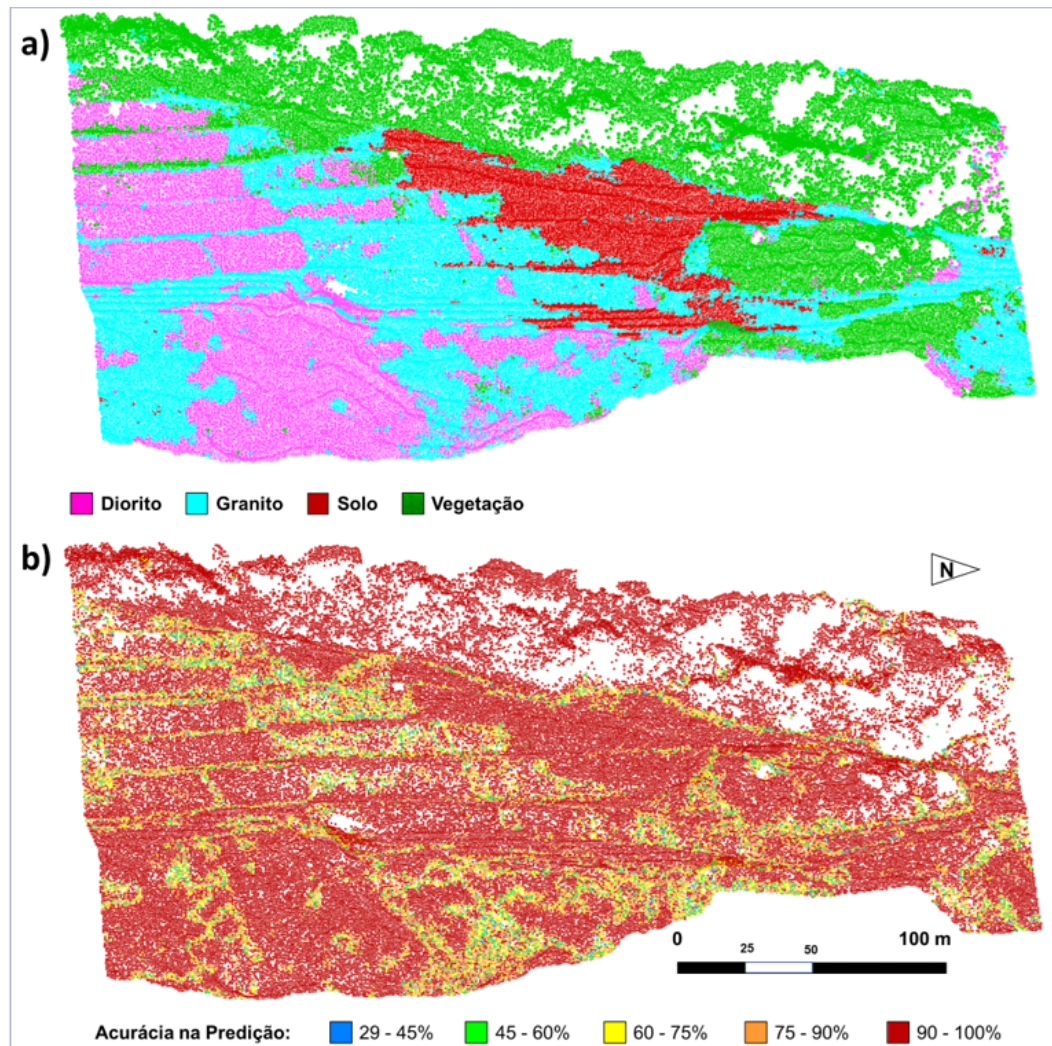 a)
Diorito Granito Solo Vegetação
b)
N
0 25 50 100 m
Acurácia na Predição: 29 - 45% 45 - 60% 60 - 75% 75 - 90% 90 - 100%